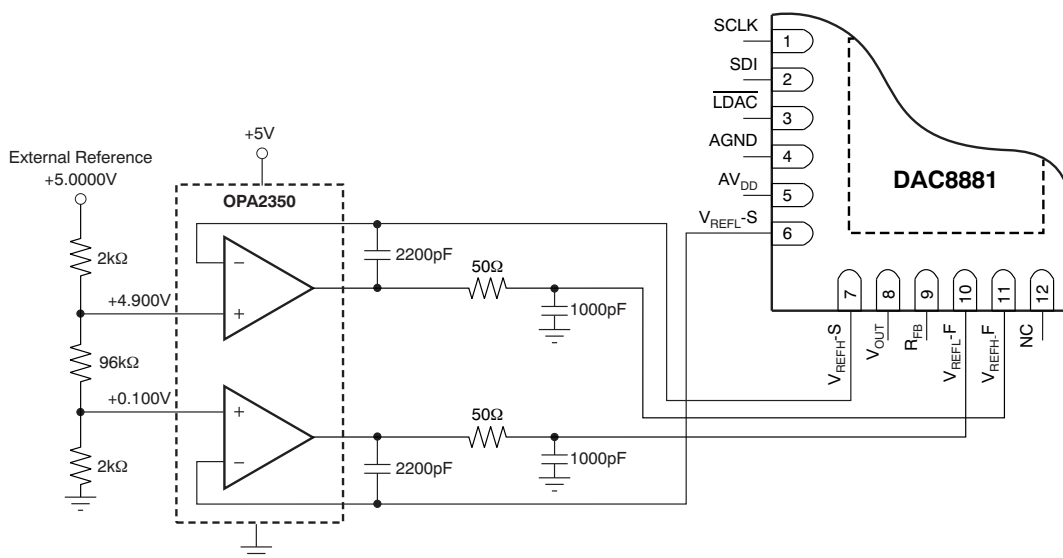 SCLK
1
SDI
2
LDAC
3
AGND
4
AVDD
5
VREFL-S
6
DAC8881
7
8
9
10
11
12
VREFH-S
VOUT
RFB
VREFL-F
VREFH-F
NC
+5V
External Reference
+5.0000V
OPA2350
2kΩ
−
2200pF
50Ω
+4.900V
+
1000pF
96kΩ
+0.100V
+
50Ω
−
2kΩ
2200pF
1000pF